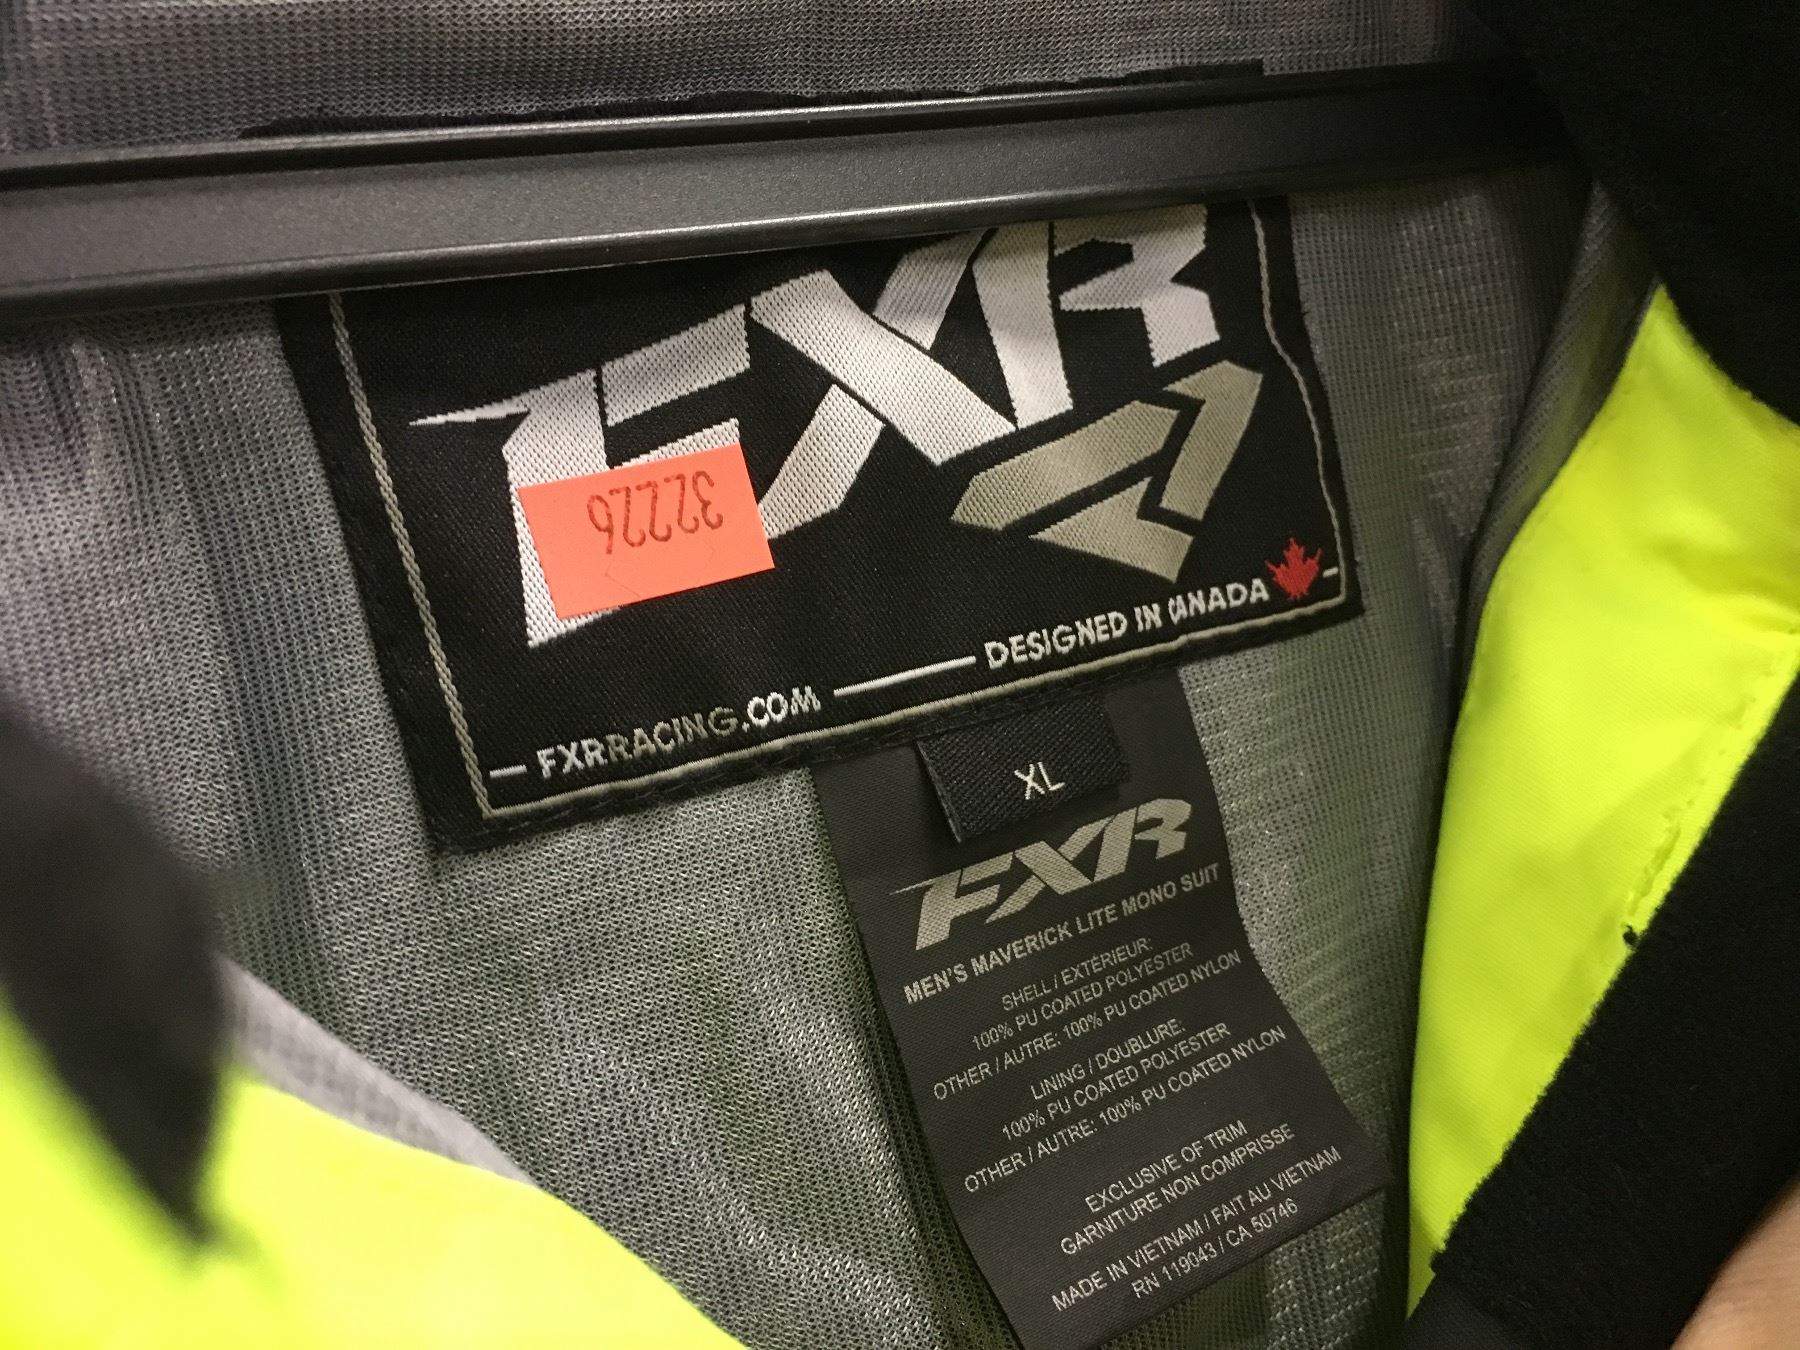 FXR
32226
FXRRACING.COM — DESIGNED IN CANADA
XL
FXR
MEN'S MAVERICK LITE MONO SUIT
SHELL / EXTÉRIEUR:
100% PU COATED POLYESTER
OTHER / AUTRE: 100% PU COATED NYLON
LINING / DOUBLURE:
100% PU COATED POLYESTER
OTHER / AUTRE: 100% PU COATED NYLON
EXCLUSIVE OF TRIM
GARNITURE NON COMPRISSE
MADE IN VIETNAM / FAIT AU VIETNAM
RN 119043 / CA 50746